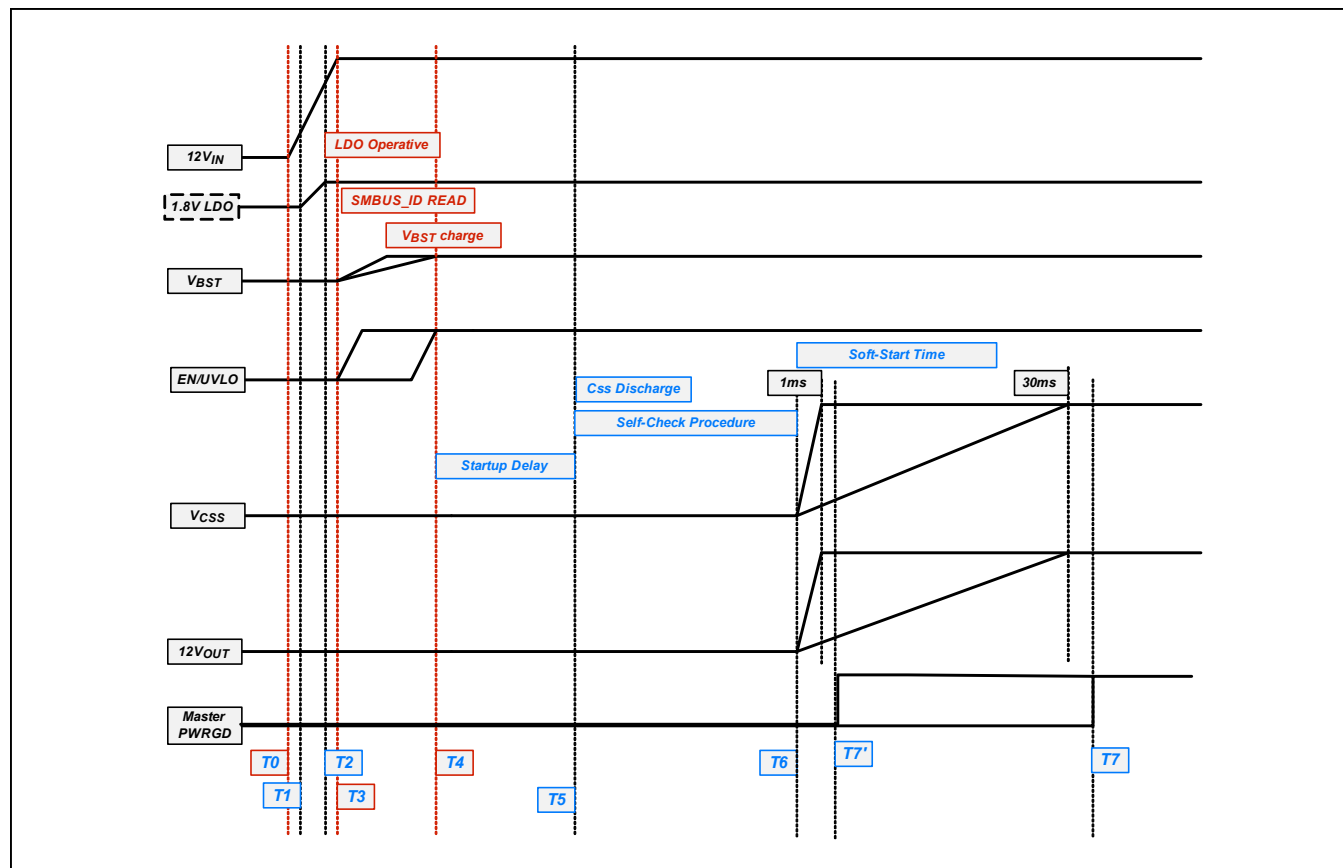 LDO Operative
12VIN
SMBUS_ID READ
1.8V LDO
VBST charge
VBST
Soft-Start Time
EN/UVLO
1ms
30ms
Css Discharge
Self-Check Procedure
Startup Delay
VCSS
12VOUT
Master
PWRGD
T0
T2
T4
T6
T7'
T7
T1
T3
T5